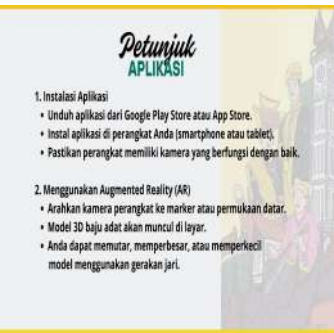 Petunjuk
APLIKASI
1. Instalasi Aplikasi
• Unduh aplikasi dari Google Play Store atau App Store.
• Instal aplikasi di perangkat Anda (smartphone atau tablet).
• Pastikan perangkat memiliki kamera yang berfungsi dengan baik.
2. Menggunakan Augmented Reality (AR)
• Arahkan kamera perangkat ke marker atau permukaan datar.
• Model 3D baju adat akan muncul di layar.
• Anda dapat memutar, memperbesar, atau memperkecil
model menggunakan gerakan jari.